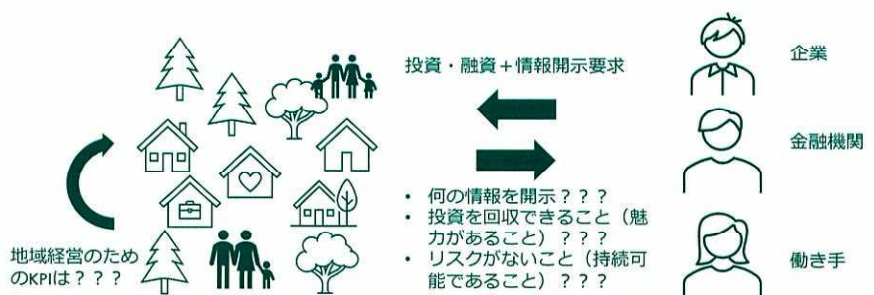 投資・融資+情報開示要求
企業
金融機関
働き手
• 何の情報を開示???
• 投資を回収できること(魅
力があること)???
• リスクがないこと(持続可
能であること)???
地域経営のため
のKPIは???